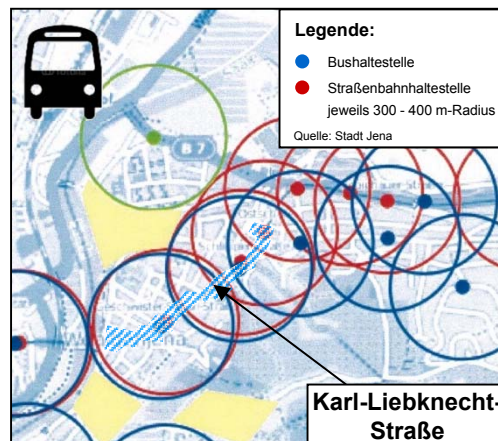 Legende:
Bushaltestelle
Straßenbahnhaltestelle
jeweils 300 - 400 m-Radius
Quelle: Stadt Jena
B 7
Karl-Liebknecht-
Straße